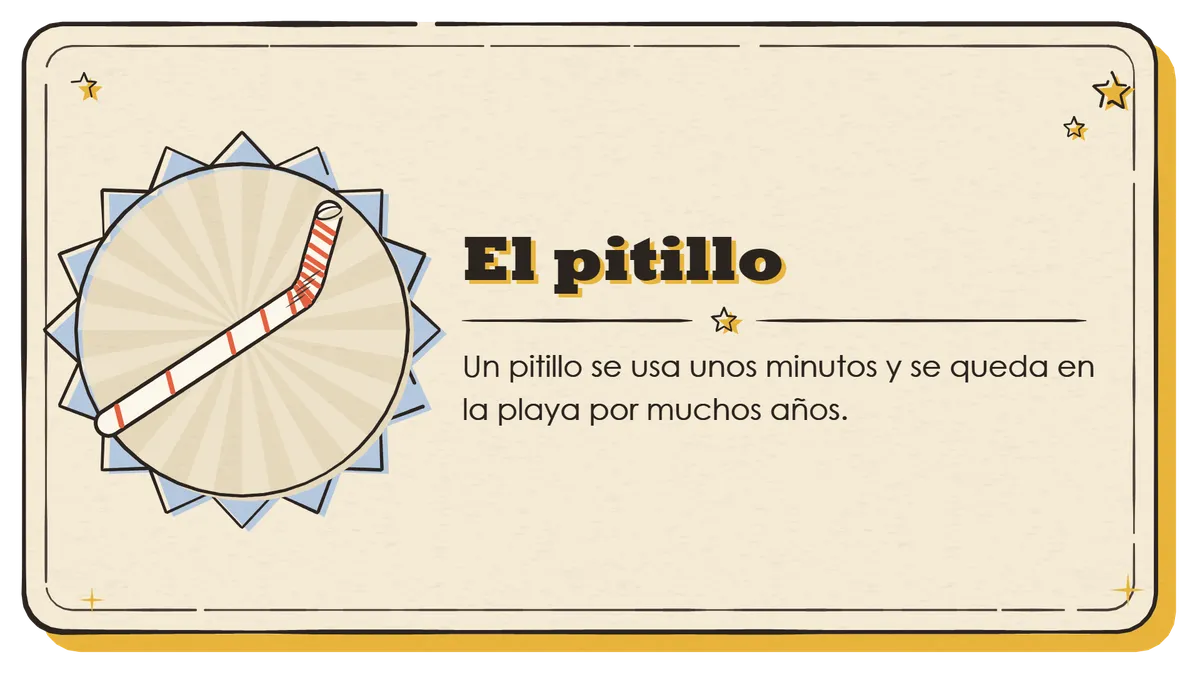 El pitillo
Un pitillo se usa unos minutos y se queda en
la playa por muchos años.